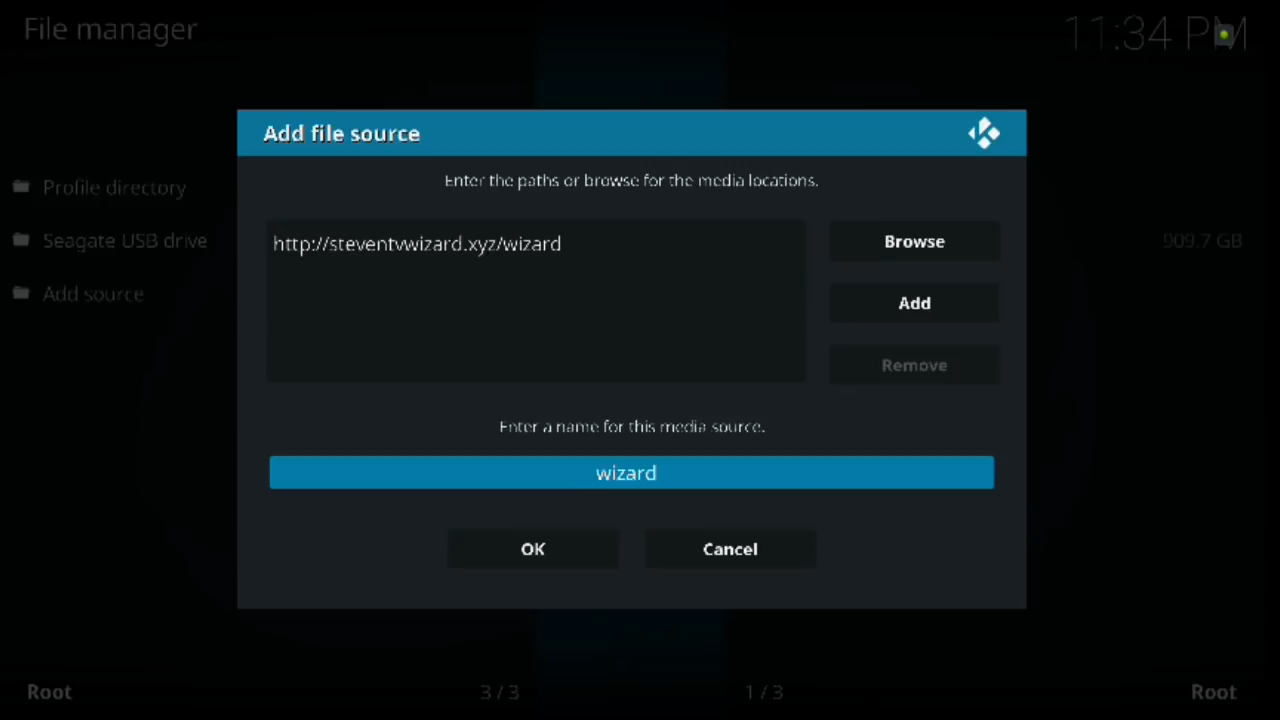 File manager
11:34 PM
Add file source
Enter the paths or browse for the media locations.
Profile directory
http://steventvwizard.xyz/wizard
Browse
Seagate USB drive
909.7 GB
Add source
Add
Remove
Enter a name for this media source.
wizard
OK
Cancel
Root
3 / 3
1 / 3
Root